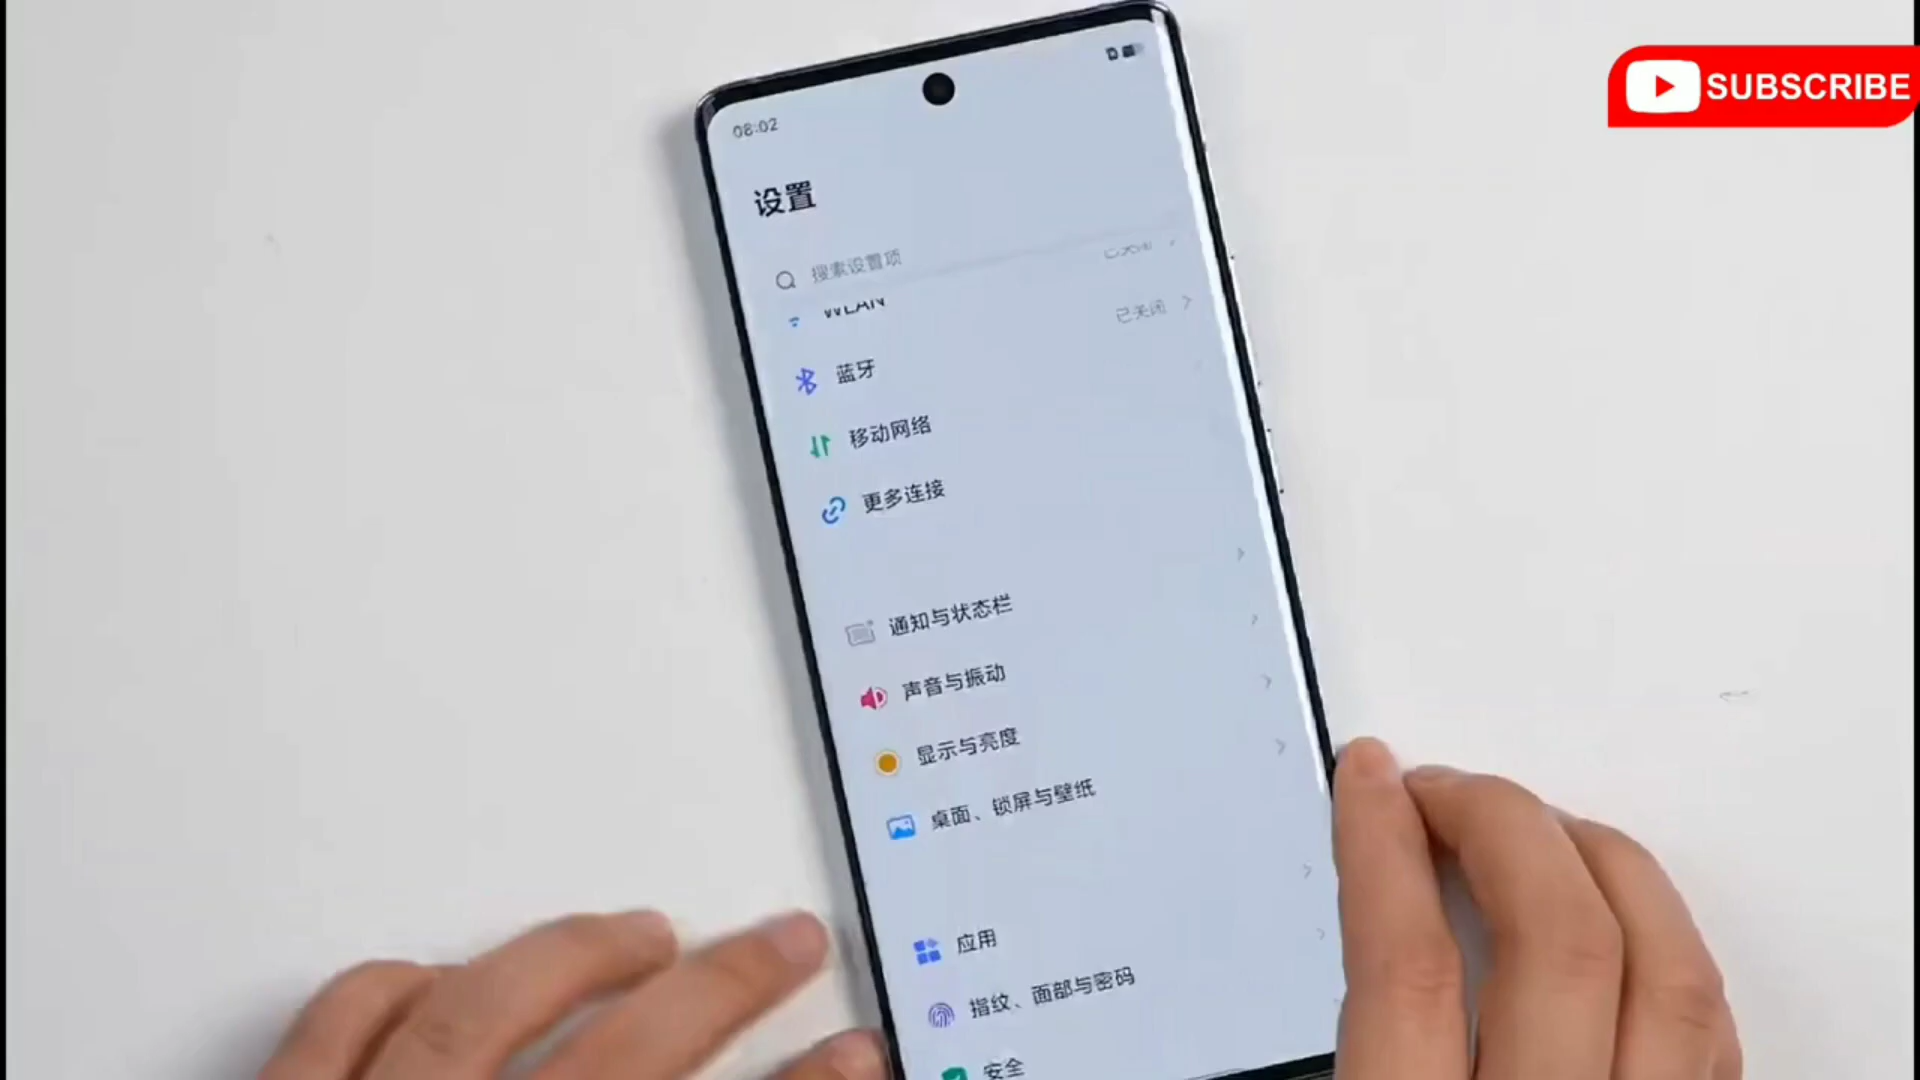 SUBSCRIBE
08:02
设置
搜索设置项
WLAN
蓝牙
已关闭
移动网络
更多连接
通知与状态栏
声音与振动
显示与亮度
桌面、锁屏与壁纸
应用
指纹、面部与密码
安全